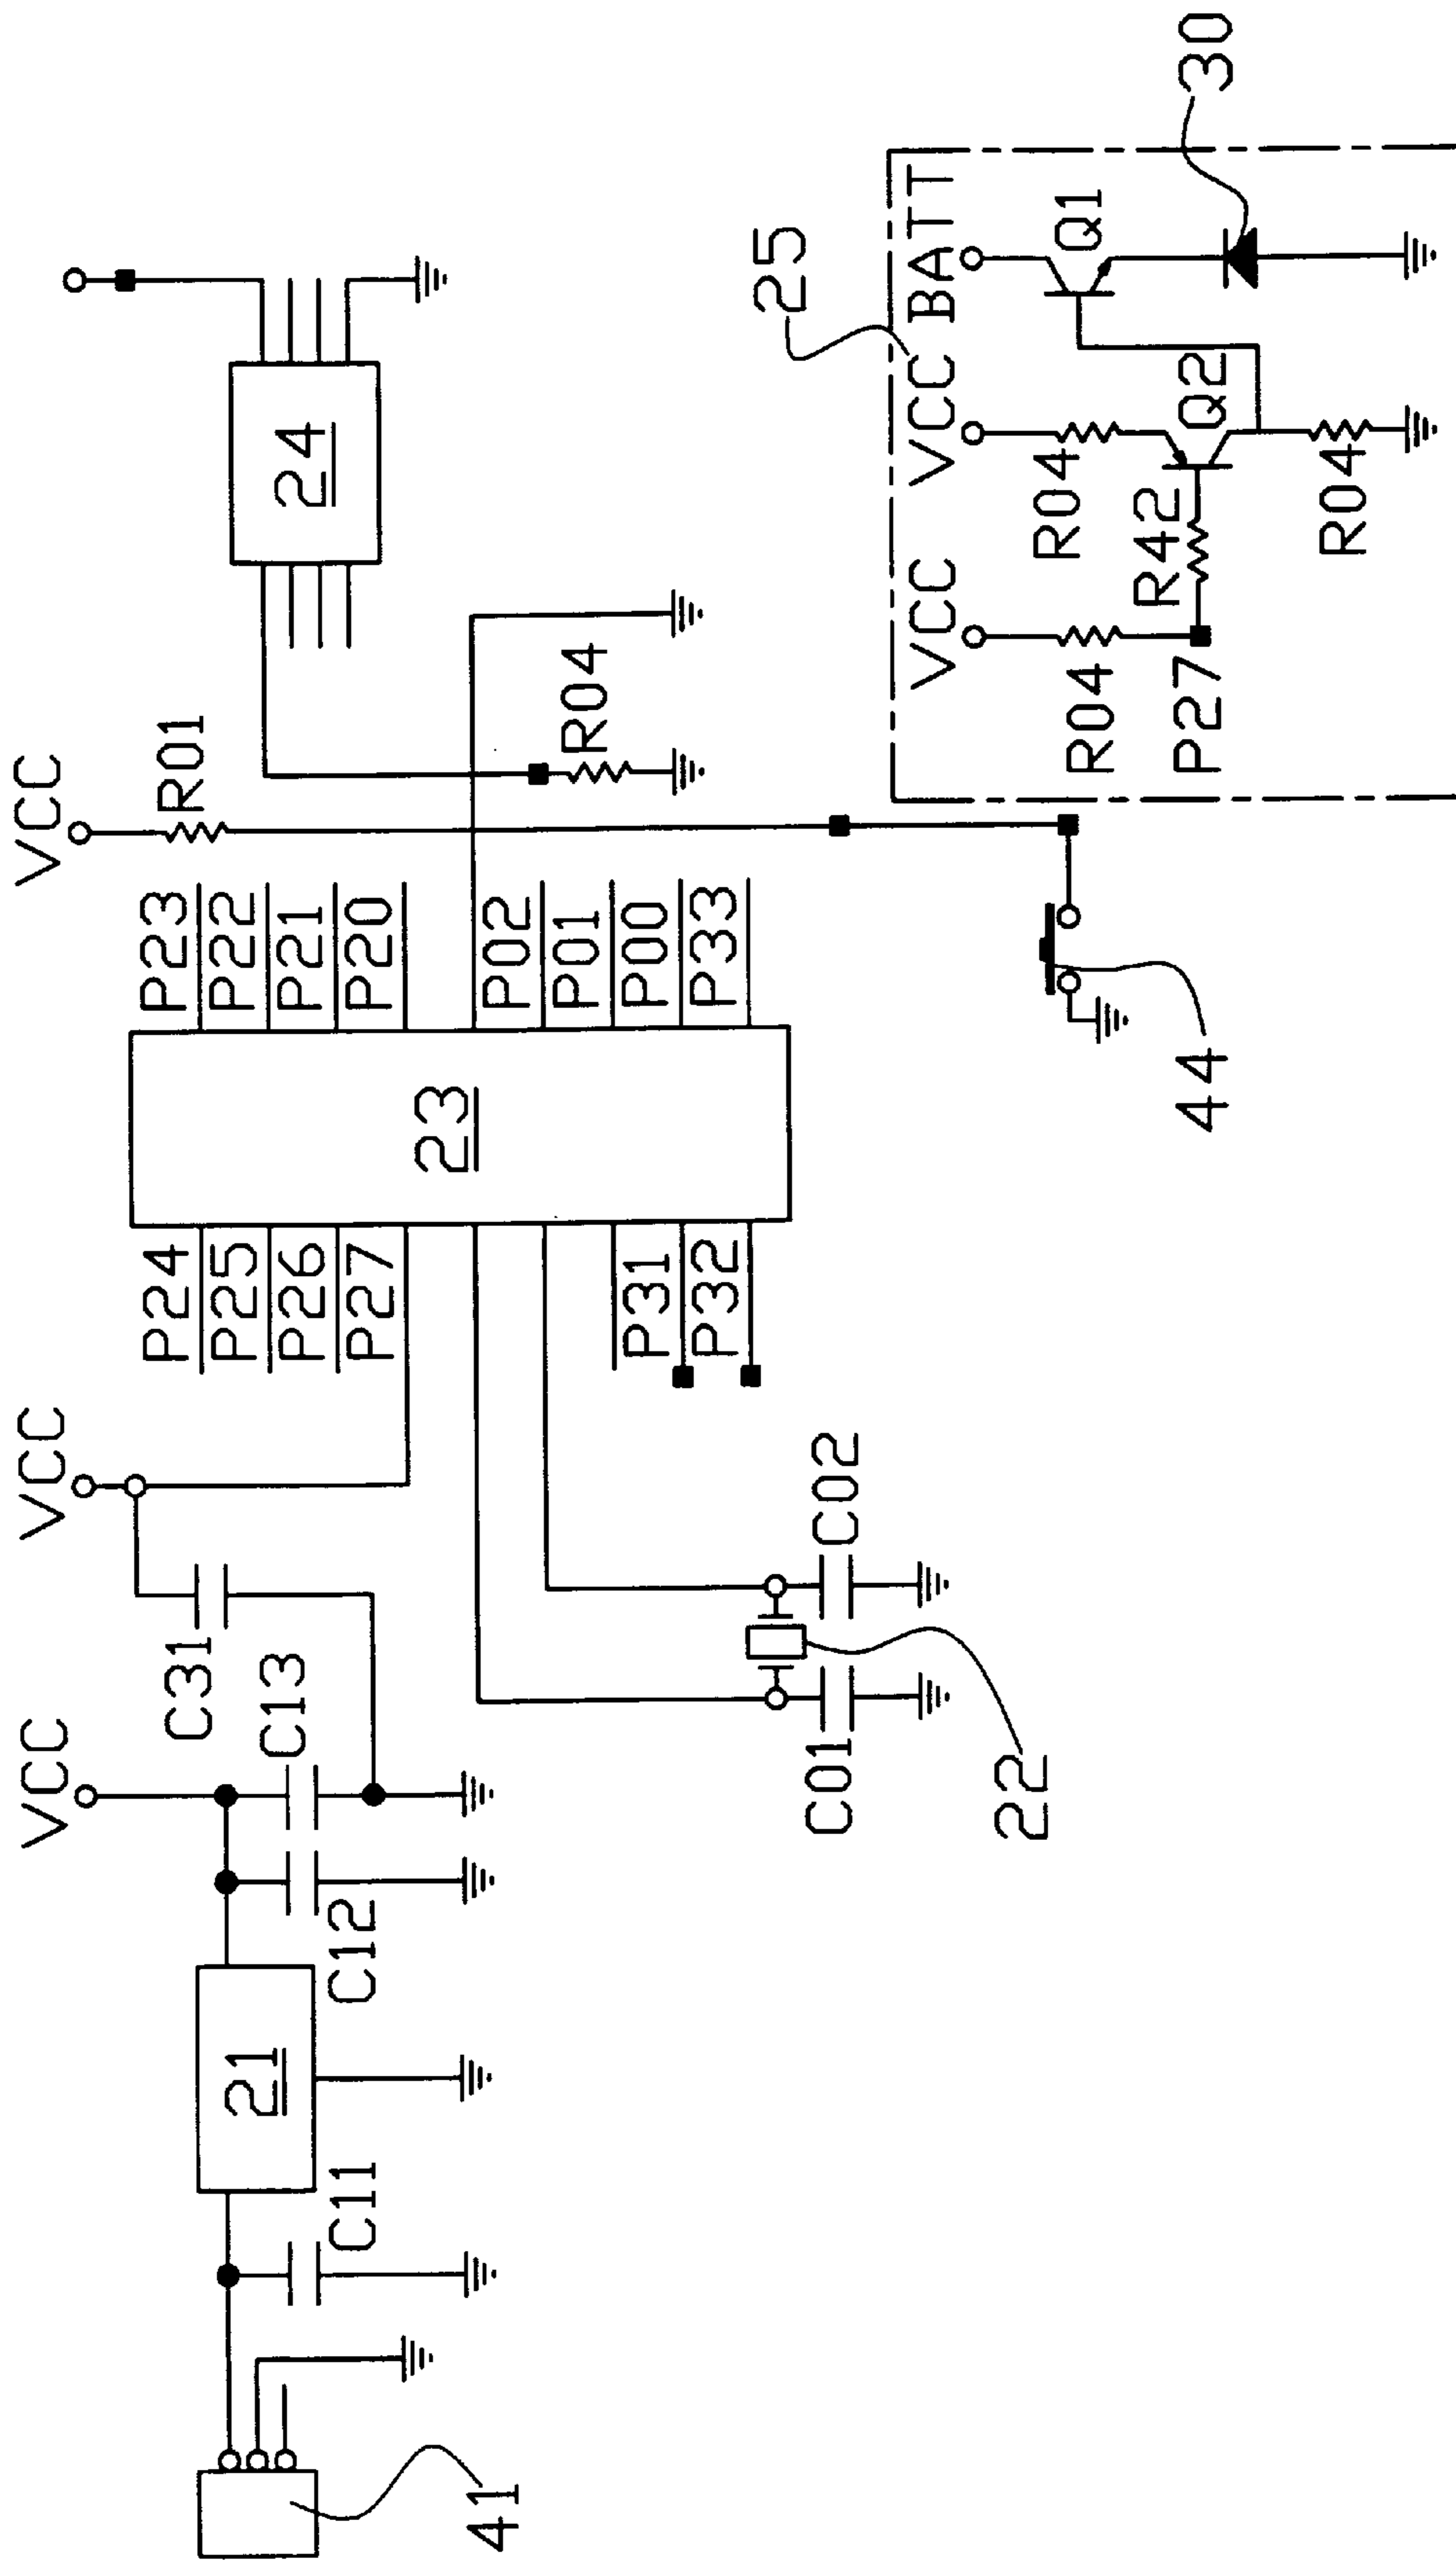 VCC
VCC
VCC
41
21
C11
C12
C13
C31
C01
C02
22
P24
P25
P26
P27
P31
P32
23
P23
P22
P21
P20
P02
P01
P00
P33
R01
R04
24
44
25
VCC
VCC
BATT
R04
R04
R42
P27
Q2
Q1
R04
30